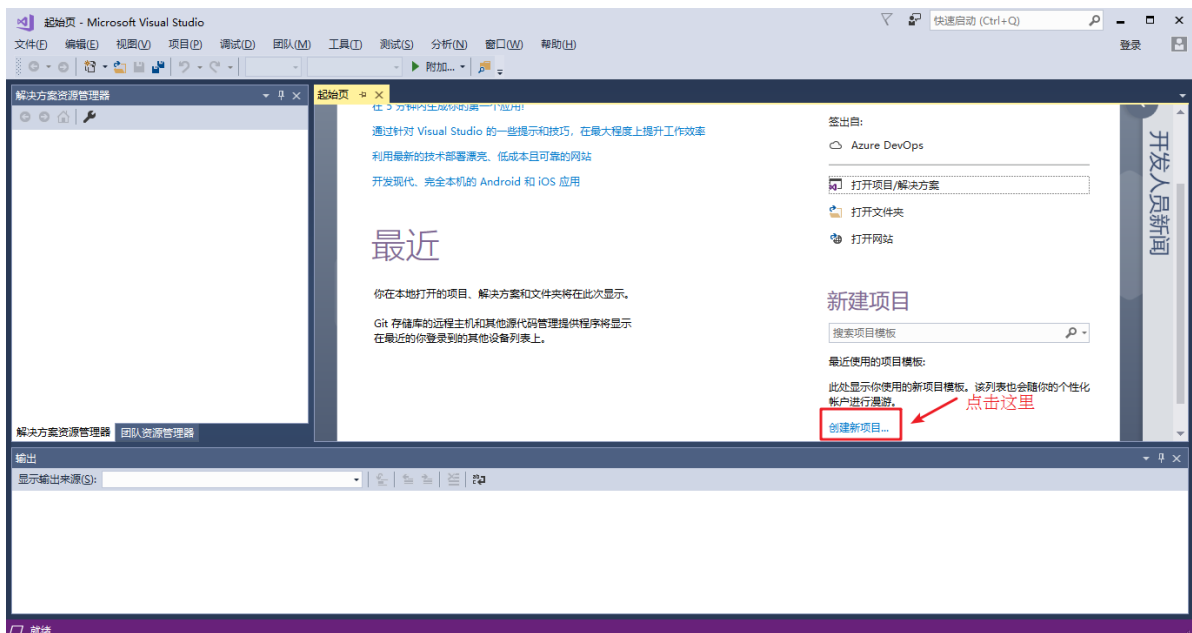 起始页 - Microsoft Visual Studio
快速启动 (Ctrl+Q)
文件(F) 编辑(E) 视图(V) 项目(P) 调试(D) 团队(M) 工具(T) 测试(S) 分析(N) 窗口(W) 帮助(H)
登录
附加...
解决方案资源管理器
起始页
在 5 分钟内生成你的第一个应用!
通过针对 Visual Studio 的一些提示和技巧，在最大程度上提升工作效率
利用最新的技术部署漂亮、低成本且可靠的网站
开发现代、完全本机的 Android 和 iOS 应用
最近
你在本地打开的项目、解决方案和文件夹将在此次显示。
Git 存储库的远程主机和其他源代码管理提供程序将显示
在最近的你登录到的其他设备列表上。
签出自:
Azure DevOps
打开项目/解决方案
打开文件夹
打开网站
新建项目
搜索项目模板
最近使用的项目模板:
此处显示你使用的新项目模板。该列表也会随你的个性化
帐户进行漫游。
点击这里
创建新项目...
开发人员新闻
解决方案资源管理器 团队资源管理器
输出
显示输出来源(S):
就绪